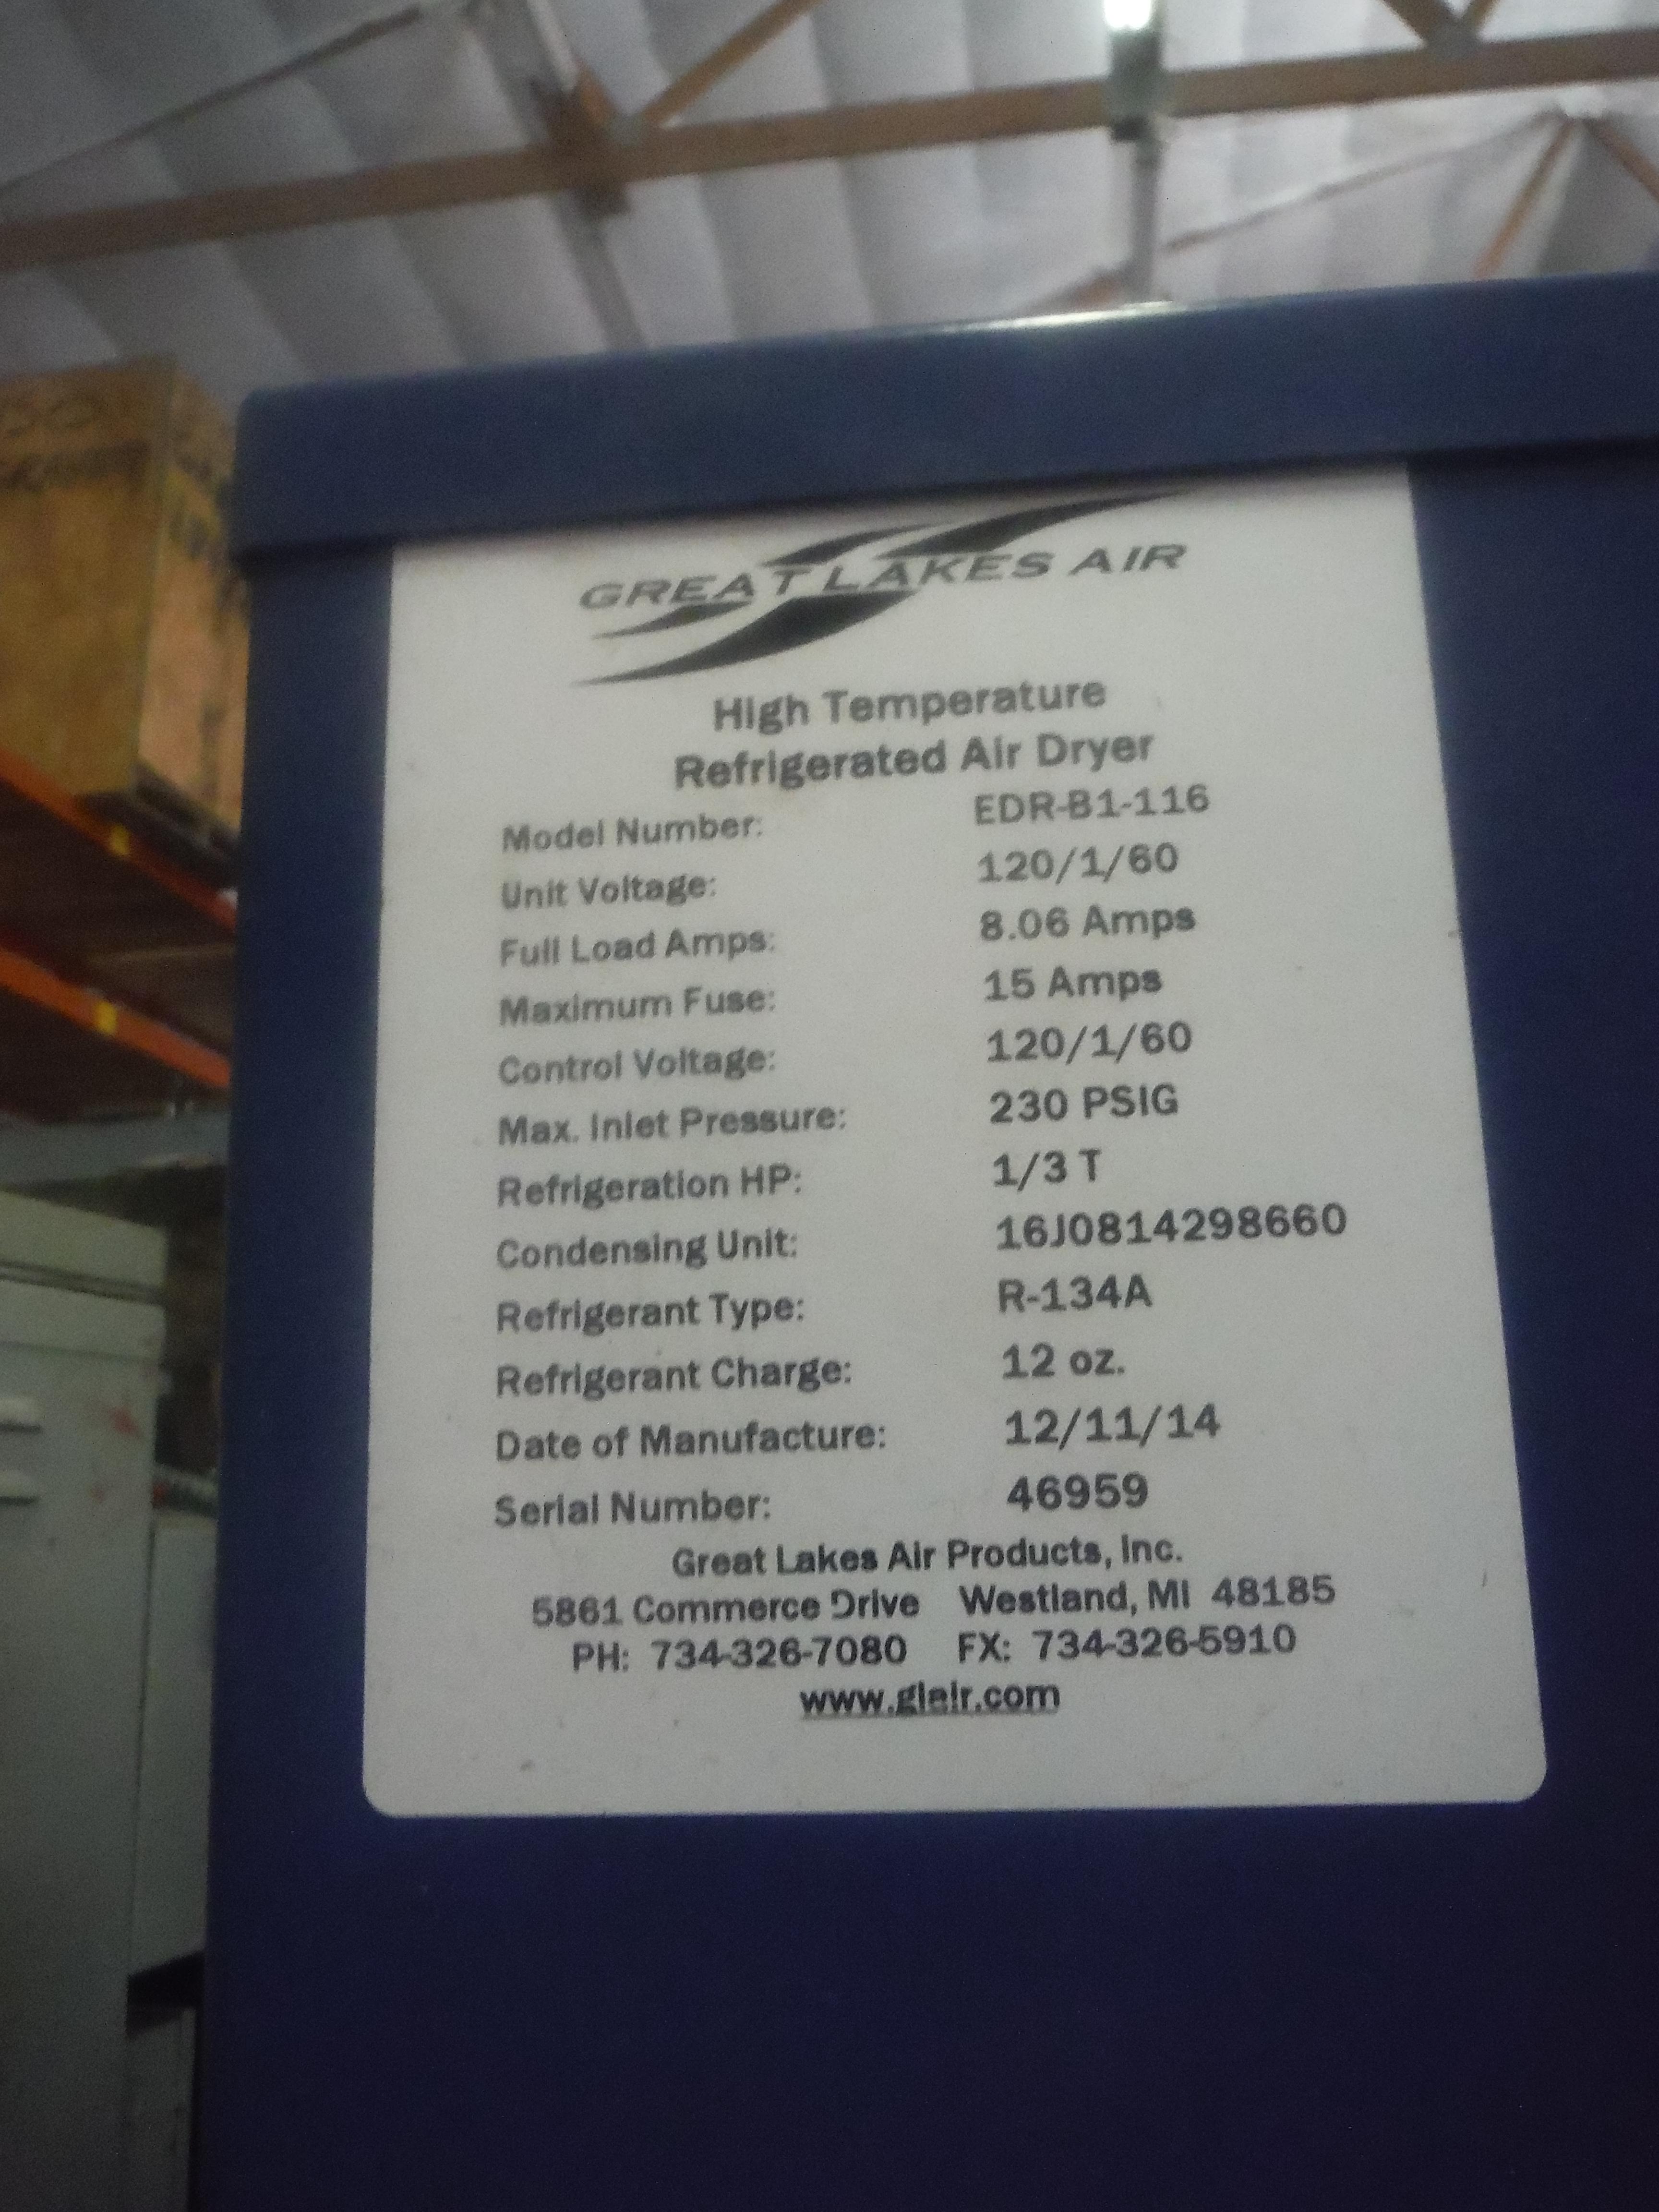 GREAT LAKES AIR
High Temperature
Refrigerated Air Dryer
Model Number: EDR-B1-116
Unit Voltage: 120/1/60
Full Load Amps: 8.06 Amps
Maximum Fuse: 15 Amps
Control Voltage: 120/1/60
Max. Inlet Pressure: 230 PSIG
Refrigeration HP: 1/3 T
Condensing Unit: 16J0814298660
Refrigerant Type: R-134A
Refrigerant Charge: 12 oz.
Date of Manufacture: 12/11/14
Serial Number: 46959
Great Lakes Air Products, Inc.
5861 Commerce Drive Westland, MI 48185
PH: 734-326-7080 FX: 734-326-5910
www.glair.com